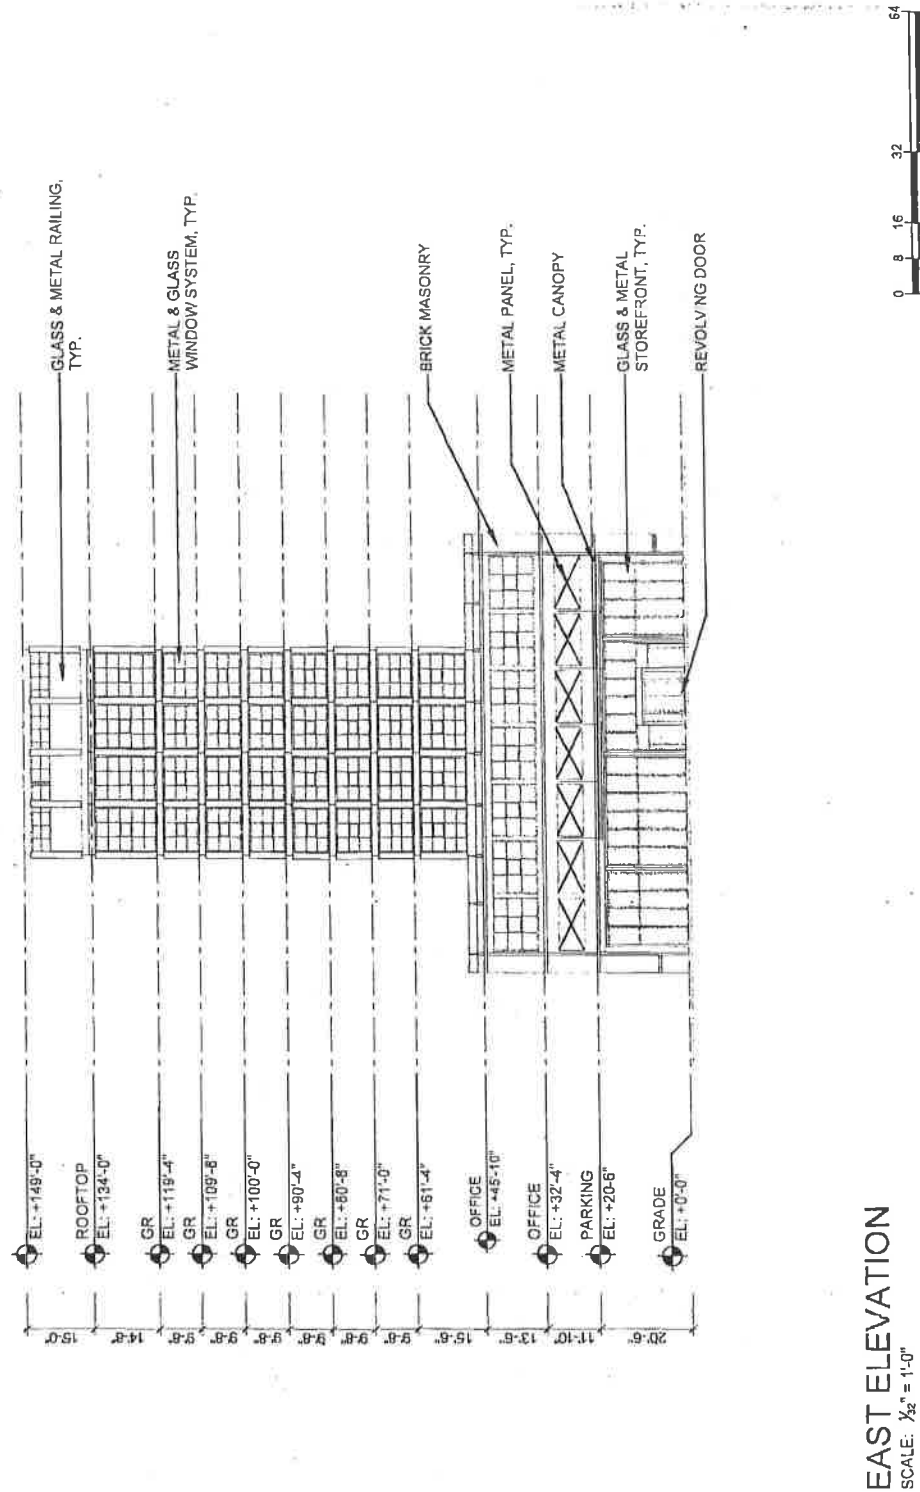 GLASS & METAL RAILING,
TYP.
METAL & GLASS
WINDOW SYSTEM, TYP.
BRICK MASONRY
METAL PANEL, TYP.
METAL CANOPY
GLASS & METAL
STOREFRONT, TYP.
REVOLVING DOOR
EL: +149'-0"
ROOFTOP
EL: +134'-0"
GR
EL: +119'-4"
GR
EL: +109'-8"
GR
EL: +100'-0"
GR
EL: +90'-4"
GR
EL: +80'-8"
GR
EL: +71'-0"
GR
EL: +61'-4"
OFFICE
EL: +45'-10"
OFFICE
EL: +32'-4"
PARKING
EL: +20'-6"
GRADE
EL: +0'-0"
15'-0"
14'-8"
9'-8"
9'-8"
9'-8"
9'-8"
9'-8"
9'-8"
15'-6"
13'-6"
11'-10"
20'-6"
EAST ELEVATION
SCALE: 1/32" = 1'-0"
0 8 16 32 64